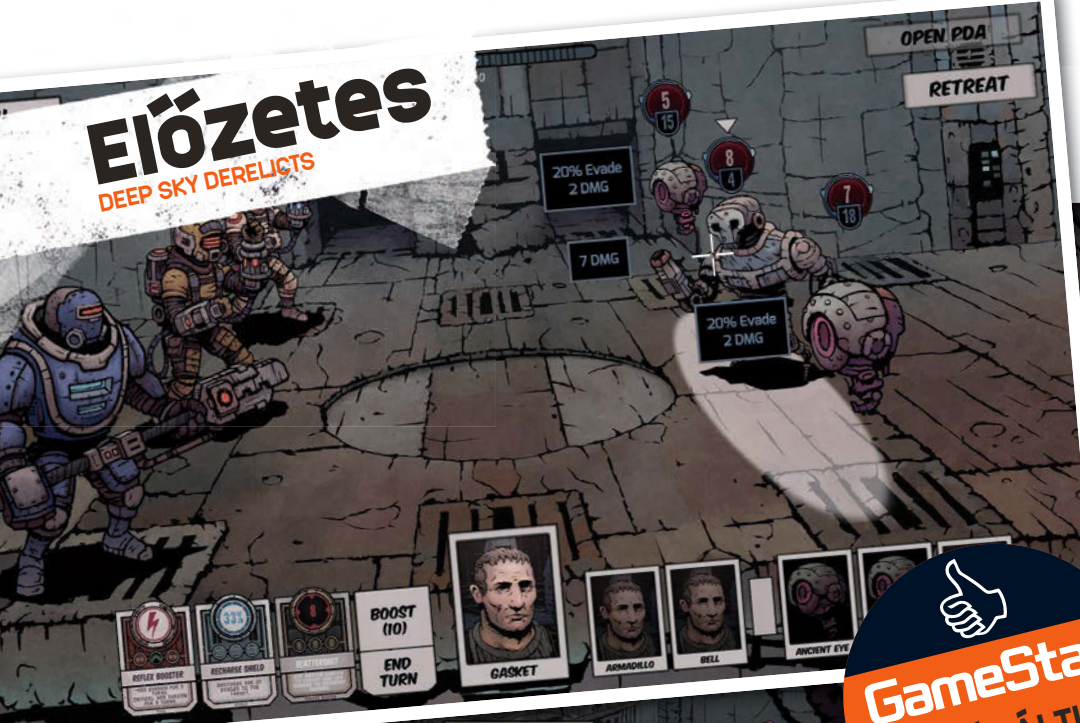 Előzetes
DEEP SKY DERELICTS
OPEN PDA
RETREAT
5
15
8
4
7
18
20% Evade
2 DMG
7 DMG
20% Evade
2 DMG
REFLEX BOOSTER
33%
RECHARGE SHIELD
8
BOOST
(10)
END
TURN
GASKET
ARMADILLO
BELL
ANCIENT EYE
GameSta